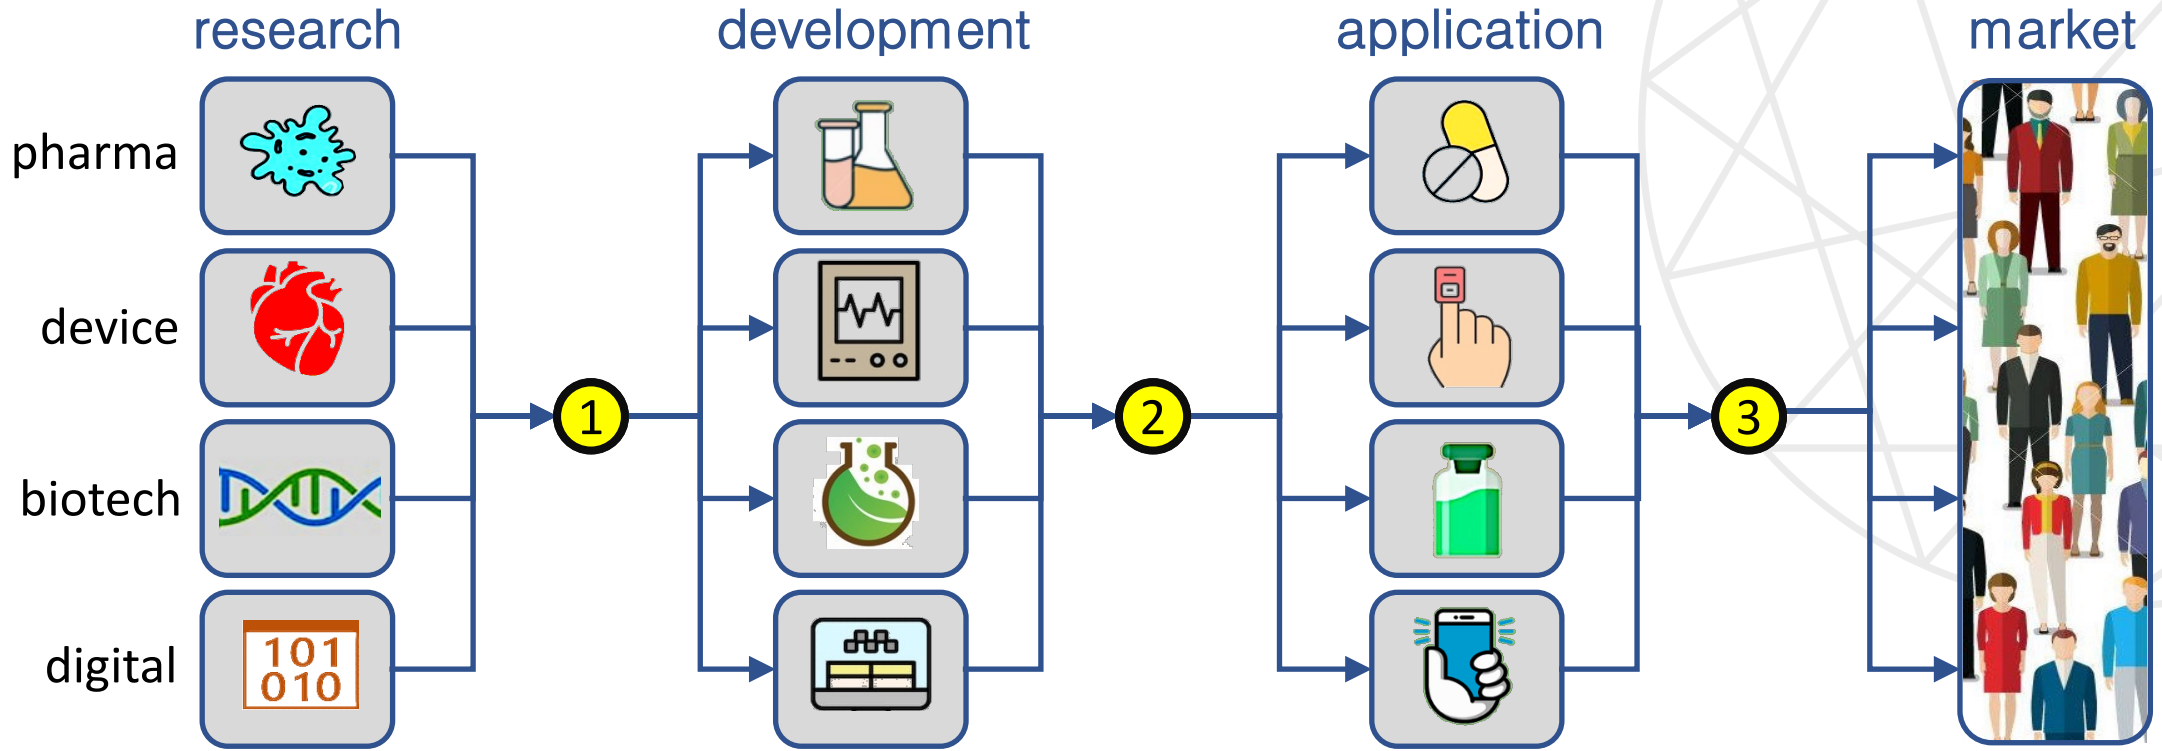 research development application market
pharma
device
1 2 3
biotech
digital
101
010